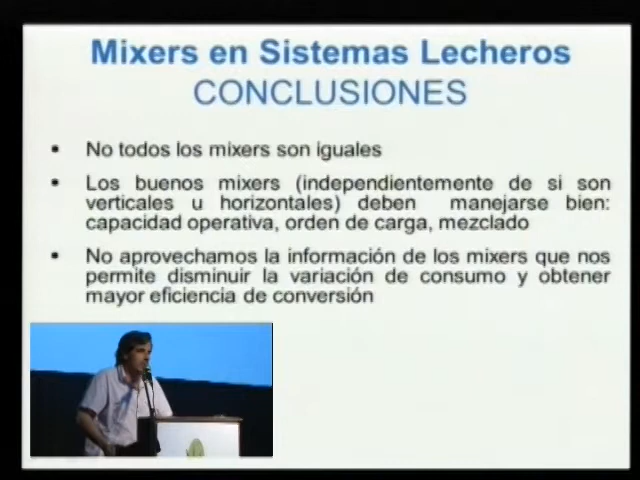 Mixers en Sistemas Lecheros
CONCLUSIONES
• No todos los mixers son iguales
• Los buenos mixers (independientemente de si son
verticales u horizontales) deben manejarse bien:
capacidad operativa, orden de carga, mezclado
• No aprovechamos la información de los mixers que nos
permite disminuir la variación de consumo y obtener
mayor eficiencia de conversión